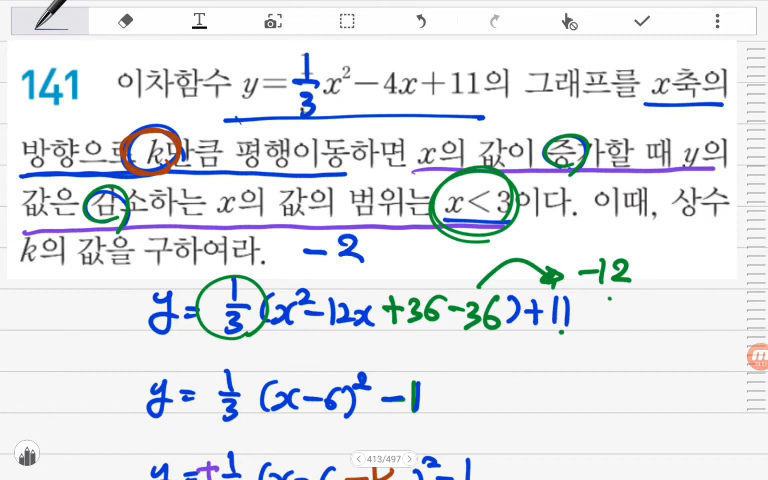 141 이차함수 y=1/3x²-4x+11의 그래프를 x축의
방향으로 k만큼 평행이동하면 x의 값이 증가할 때 y의
값은 감소하는 x의 값의 범위는 x<3이다. 이때, 상수
k의 값을 구하여라. -2
-12
y = 1/3 (x²-12x +36-36)+11
y = 1/3 (x-6)² -1
413/497